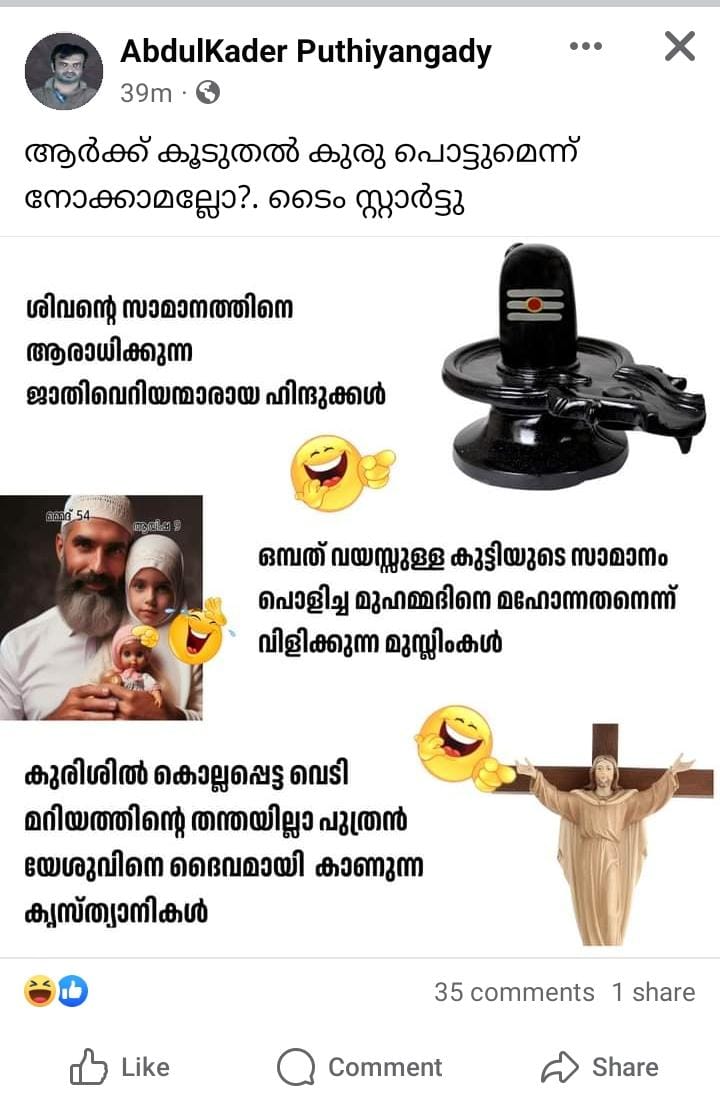 AbdulKader Puthiyangady
39m
ആർക്ക് കൂടുതൽ കുരു പൊട്ടുമെന്ന്
നോക്കാമല്ലോ?. ടൈം സ്റ്റാർട്ടു
ശിവന്റെ സാമാനത്തിനെ
ആരാധിക്കുന്ന
ജാതിവെറിയന്മാരായ ഹിന്ദുക്കൾ
54
ആയിഷ 9
ഒമ്പത് വയസ്സുള്ള കുട്ടിയുടെ സാമാനം
പൊളിച്ച മുഹമ്മദിനെ മഹോന്നതനെന്ന്
വിളിക്കുന്ന മുസ്ലിംകൾ
കുരിശിൽ കൊല്ലപ്പെട്ട വെടി
മറിയത്തിന്റെ തന്തയില്ലാ പുത്രൻ
യേശുവിനെ ദൈവമായി കാണുന്ന
കൃസ്ത്യാനികൾ
35 comments 1 share
Like Comment Share